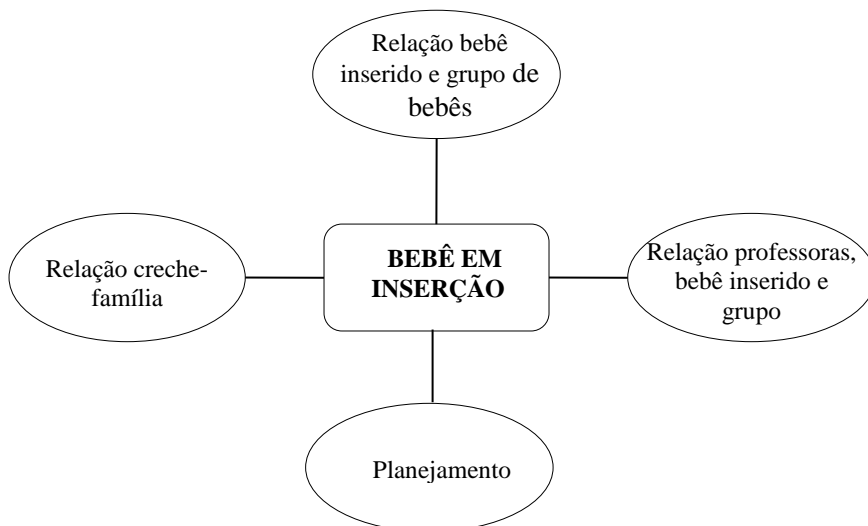 Relação bebê
inserido e grupo de
bebês
Relação creche-
família
BEBÊ EM
INSERÇÃO
Relação professoras,
bebê inserido e
grupo
Planejamento